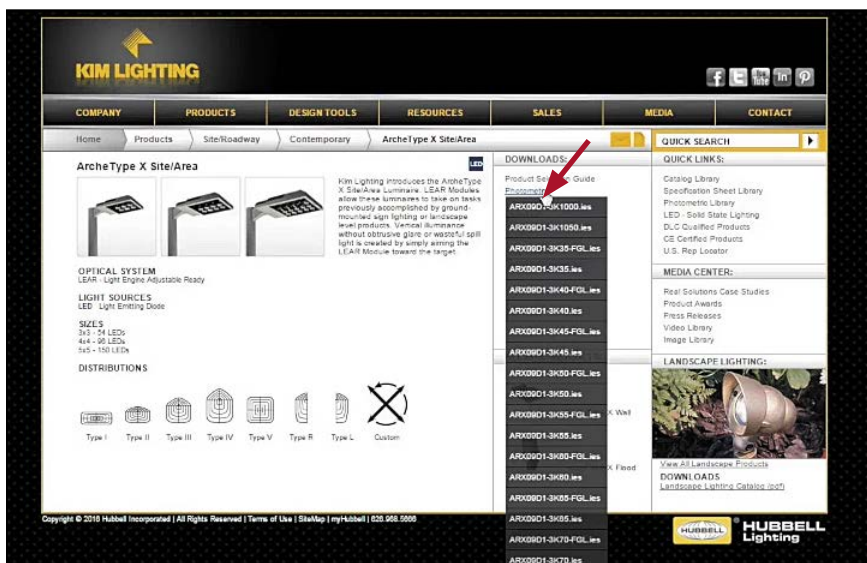 KIM LIGHTING
COMPANY PRODUCTS DESIGN TOOLS RESOURCES SALES MEDIA CONTACT
Home Products Site/Roadway Contemporary ArcheType X Site/Area
ArcheType X Site/Area
LED
Kim Lighting introduces the ArcheType
X Site/Area Luminaire. LEAR Modules
allow these luminaires to take on tasks
previously accomplished by ground-
mounted sign lighting or landscape
level products. Vertical illuminance
without obtrusive glare or wasteful spill
light is created by simply aiming the
LEAR Module toward the target.
OPTICAL SYSTEM
LEAR - Light Engine Adjustable Ready
LIGHT SOURCES
LED Light Emitting Diode
SIZES
3x3 - 54 LEDs
4x4 - 96 LEDs
5x5 - 150 LEDs
DISTRIBUTIONS
Type I Type II Type III Type IV Type V Type R Type L Custom
DOWNLOADS:
Product Selection Guide
ARX09D1-3K1000.ies
ARX09D1-3K1050.ies
ARX09D1-3K35-FGL.ies
ARX09D1-3K35.ies
ARX09D1-3K40-FGL.ies
ARX09D1-3K40.ies
ARX09D1-3K45-FGL.ies
ARX09D1-3K45.ies
ARX09D1-3K50-FGL.ies
ARX09D1-3K50.ies
ARX09D1-3K55-FGL.ies
ARX09D1-3K55.ies
ARX09D1-3K60-FGL.ies
ARX09D1-3K60.ies
ARX09D1-3K65-FGL.ies
ARX09D1-3K65.ies
ARX09D1-3K70-FGL.ies
ARX09D1-3K70.ies
X Wall
X Flood
QUICK SEARCH
QUICK LINKS:
Catalog Library
Specification Sheet Library
Photometric Library
LED - Solid State Lighting
DLC Qualified Products
CE Certified Products
U.S. Rep Locator
MEDIA CENTER:
Real Solutions Case Studies
Product Awards
Press Releases
Video Library
Image Library
LANDSCAPE LIGHTING:
View All Landscape Products
DOWNLOADS
Landscape Lighting Catalog (pdf)
Copyright © 2016 Hubbell Incorporated | All Rights Reserved | Terms of Use | SiteMap | myHubbell | 626.968.5666
HUBBELL
HUBBELL
Lighting